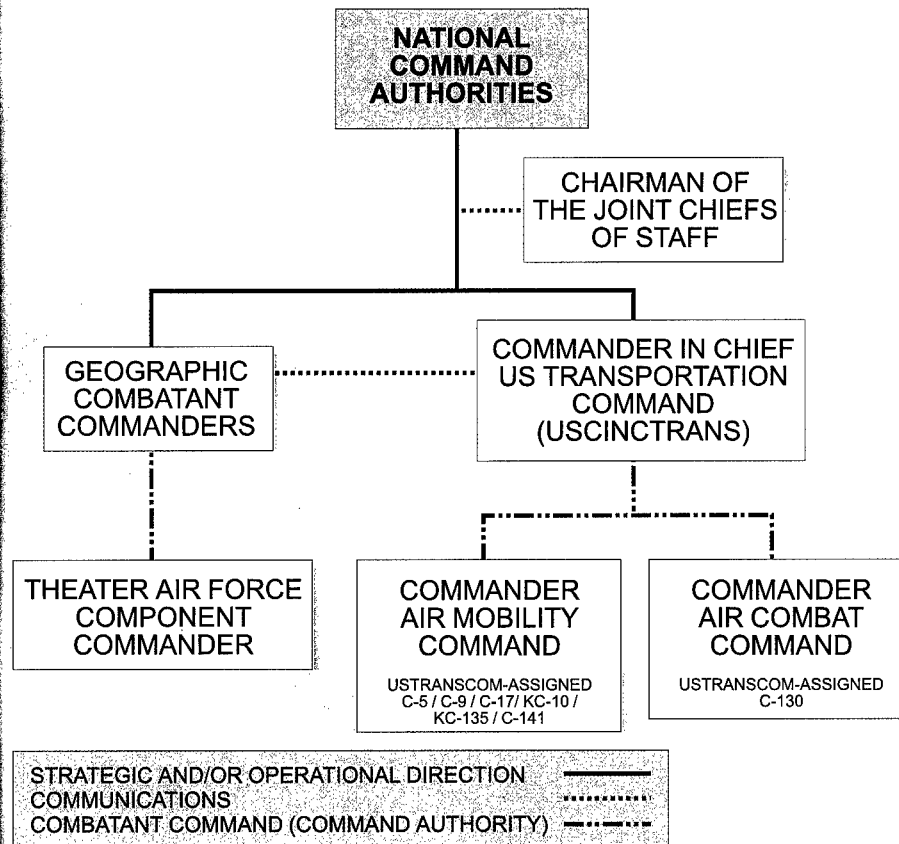 NATIONAL
COMMAND
AUTHORITIES
CHAIRMAN OF
THE JOINT CHIEFS
OF STAFF
GEOGRAPHIC
COMBATANT
COMMANDERS
COMMANDER IN CHIEF
US TRANSPORTATION
COMMAND
(USCINCTRANS)
THEATER AIR FORCE
COMPONENT
COMMANDER
COMMANDER
AIR MOBILITY
COMMAND
USTRANSCOM-ASSIGNED
C-5 / C-9 / C-17/ KC-10 /
KC-135 / C-141
COMMANDER
AIR COMBAT
COMMAND
USTRANSCOM-ASSIGNED
C-130
STRATEGIC AND/OR OPERATIONAL DIRECTION
COMMUNICATIONS
COMBATANT COMMAND (COMMAND AUTHORITY)